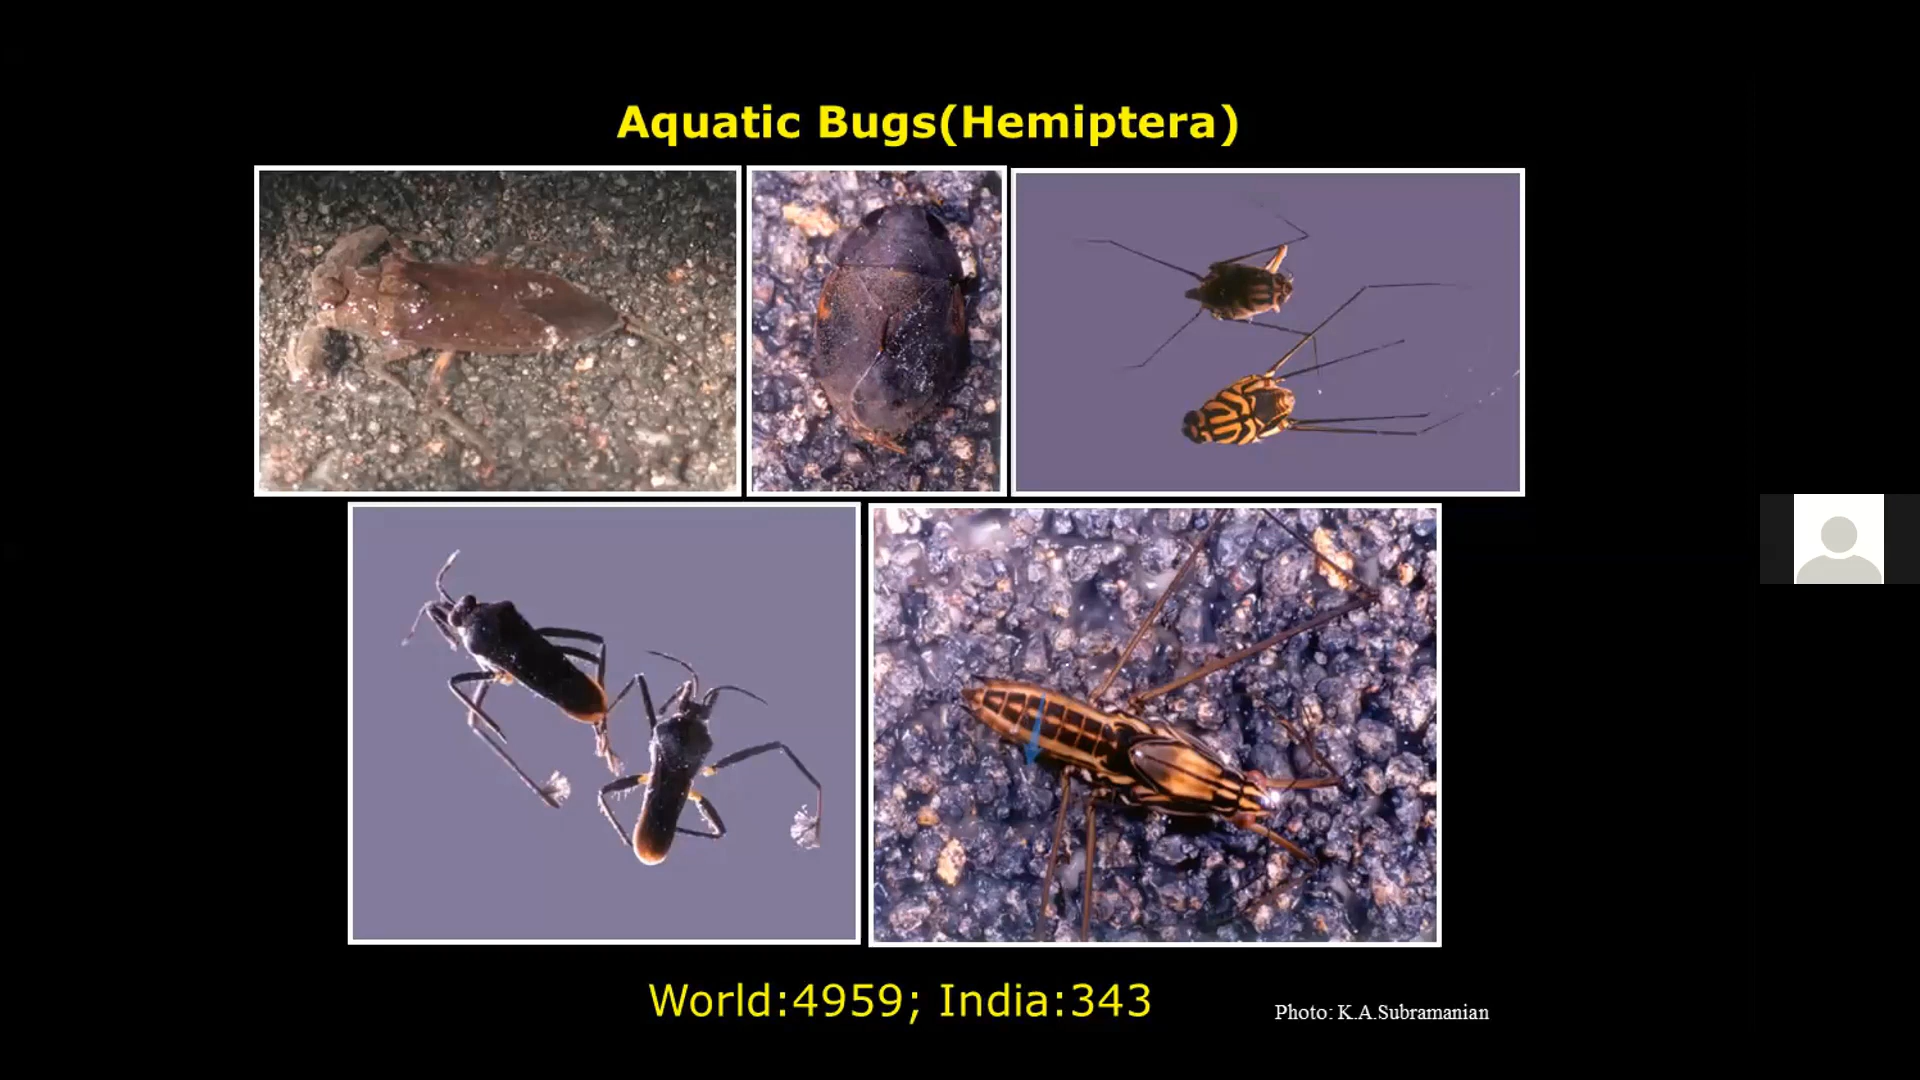 Aquatic Bugs(Hemiptera)
World:4959; India:343
Photo: K.A.Subramanian